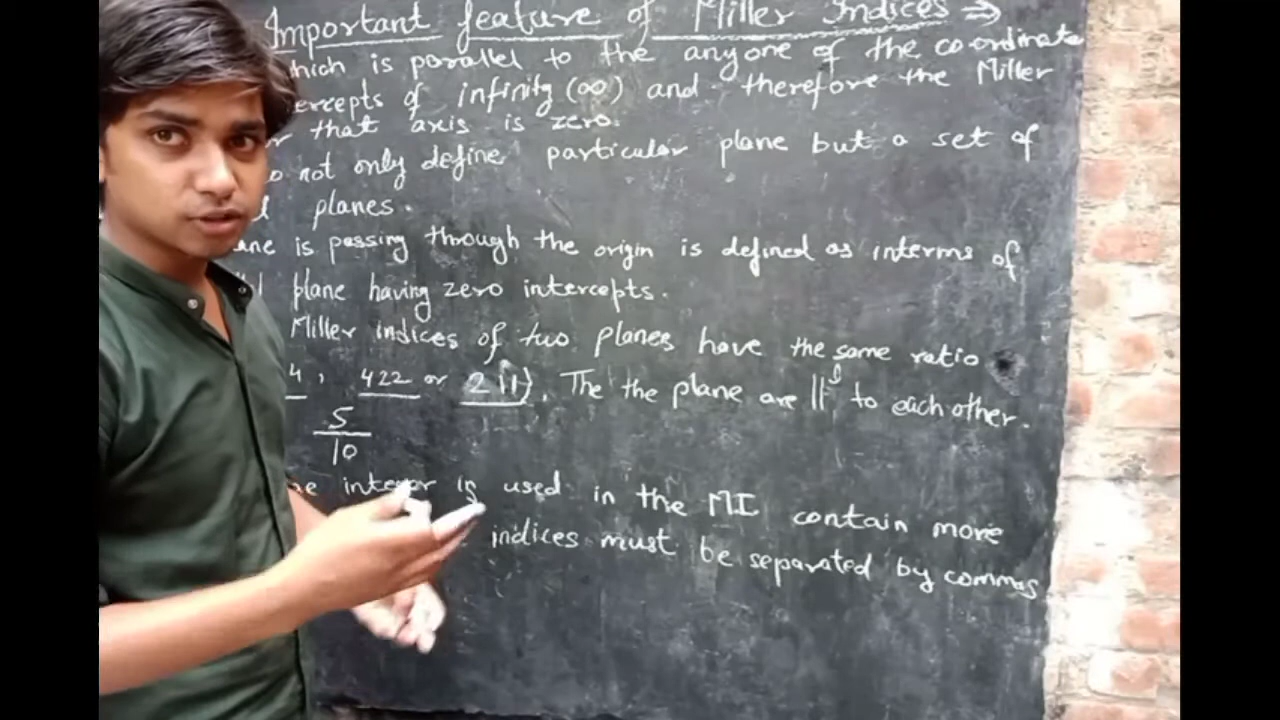 Important feature of Miller Indices ⇒
hich is parallel to the anyone of the coordinate
ercepts of infinity (∞) and therefore the Miller
r that axis is zero.
o not only define particular plane but a set of
l planes.
ane is passing through the origin is defined as interms of
plane having zero intercepts.
Miller indices of two planes have the same ratio
4, 422 or 211). The the plane are ||l to each other.
5
10
e integer is used in the MI contain more
indices must be separated by commas